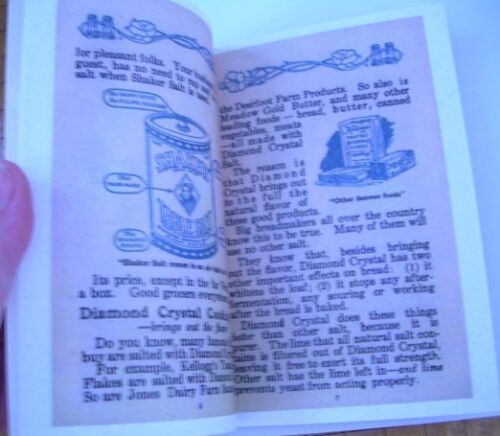 for pleasant folks. Your
guest, has no need to
salt when Shaker Salt is used.
SHAKER
TABLE SALT
"Shaker Salt comes
Its price, except in the
a box. Good grocers everywhere
Diamond Crystal
—brings out the
Do you know, many
buy are salted with Diamond
For example, Kellogg's
Flakes are salted with
So are Jones Dairy Farm
6
the Deerfoot Farm Products. So also is
Meadow Gold Butter, and many other
leading foods — bread, butter, canned
vegetables, meats
—all made with
Diamond Crystal
Salt.
The reason is
that Diamond
Crystal brings out
to the full the
natural flavor of
these good products.
"Other famous foods"
Big breadmakers all over the country
know this to be true. Many of them will
use no other salt.
They know that, besides bringing
out the flavor, Diamond Crystal has two
other important effects on bread: (1) it
whitens the loaf; (2) it stops any after-
fermentation, any souring or working
after the bread is baked.
Diamond Crystal does these things
better than other salt, because it is
purer. The lime that all natural salt con-
tains is filtered out of Diamond Crystal,
leaving it free to exert its full strength.
Other salt has the lime left in—and lime
prevents yeast from acting properly.
7